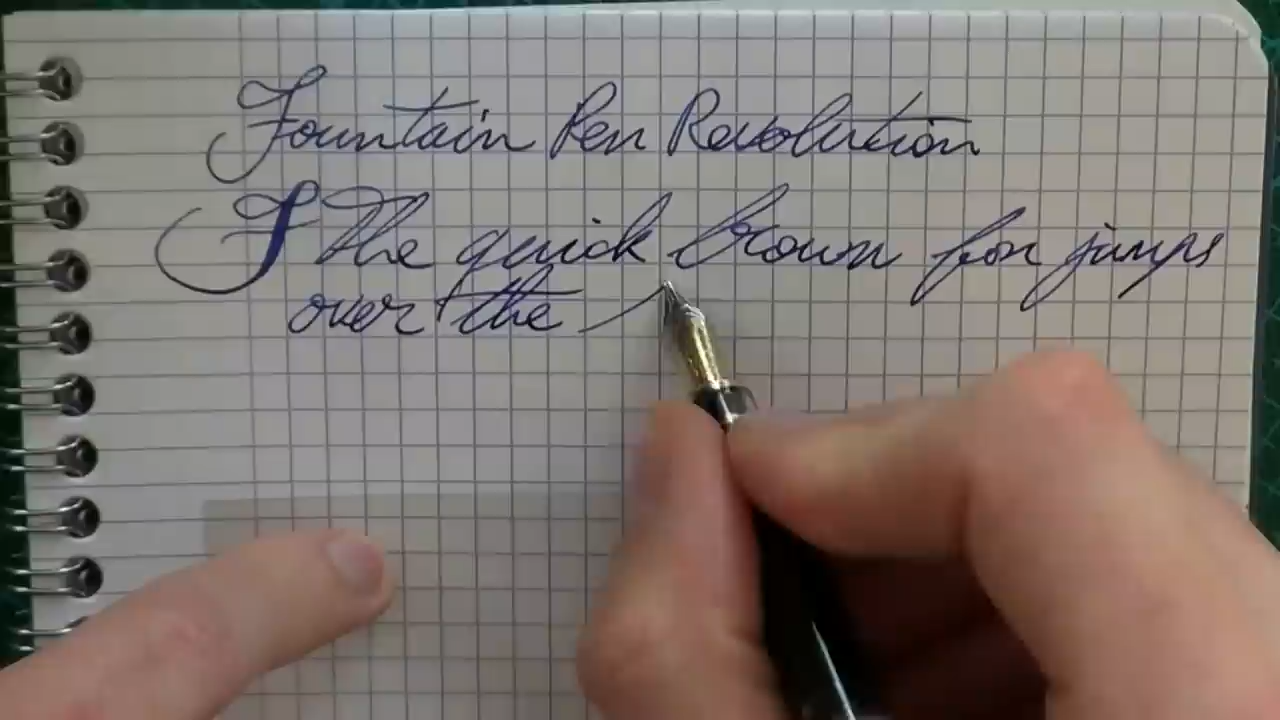 Fountain Pen Revolution
The quick brown fox jumps
over the